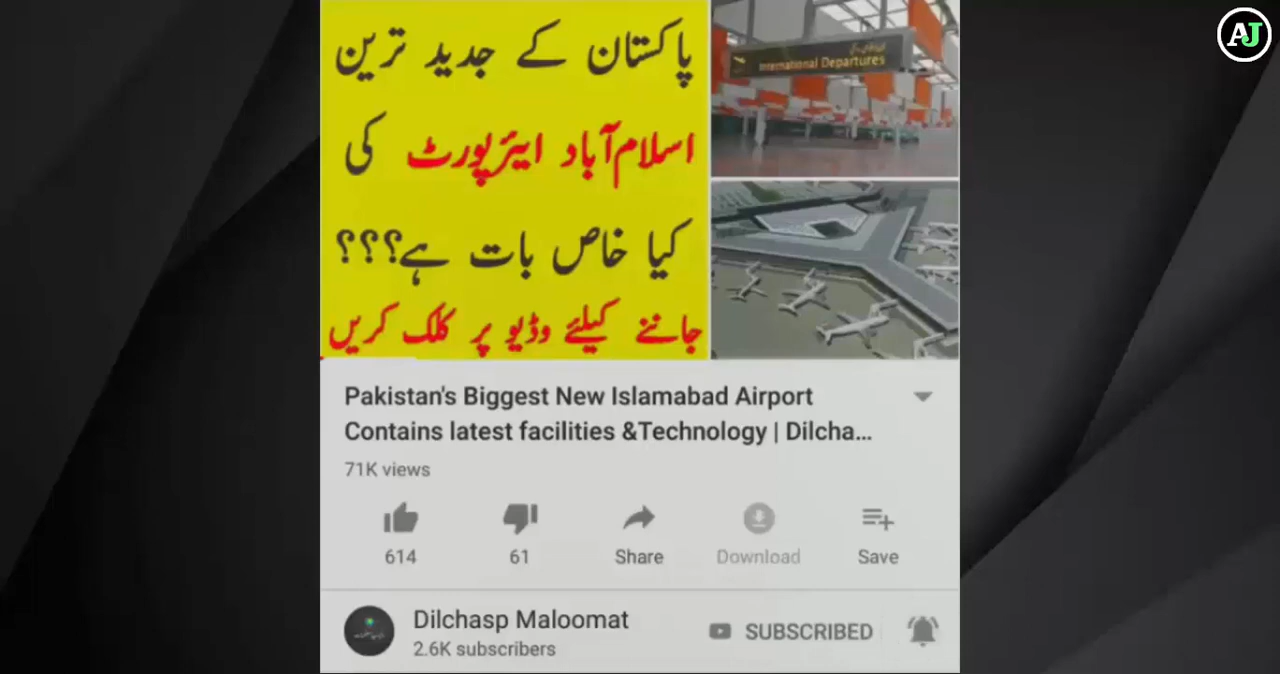 AJ
پاکستان کے جدید ترین
اسلام آباد ایئرپورٹ کی
کیا خاص بات ہے؟؟؟
جاننے کیلئے وڈیو پر کلک کریں
International Departures
Pakistan's Biggest New Islamabad Airport
Contains latest facilities &Technology | Dilcha...
71K views
614
61
Share
Download
Save
Dilchasp Maloomat
2.6K subscribers
SUBSCRIBED